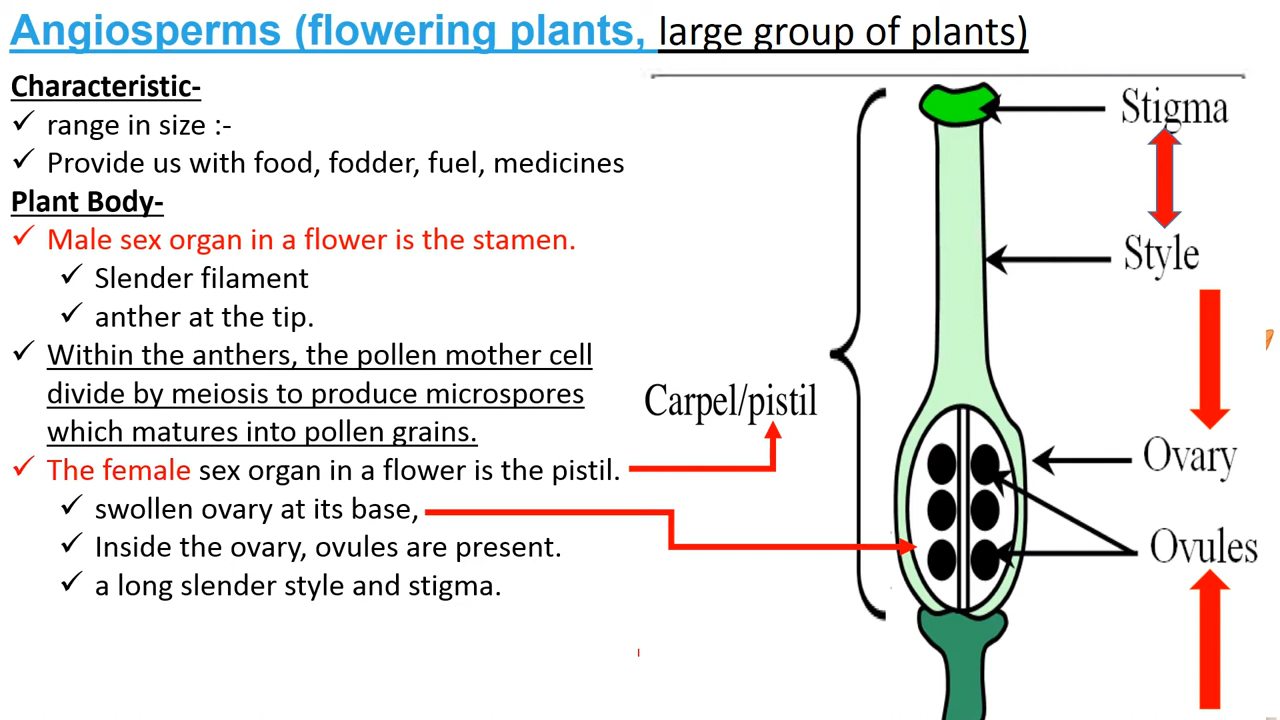 Angiosperms (flowering plants, large group of plants)
Characteristic-
✓ range in size :-
✓ Provide us with food, fodder, fuel, medicines
Plant Body-
✓ Male sex organ in a flower is the stamen.
✓ Slender filament
✓ anther at the tip.
✓ Within the anthers, the pollen mother cell
divide by meiosis to produce microspores
which matures into pollen grains.
✓ The female sex organ in a flower is the pistil.
✓ swollen ovary at its base,
✓ Inside the ovary, ovules are present.
✓ a long slender style and stigma.
Stigma
Style
Carpel/pistil
Ovary
Ovules